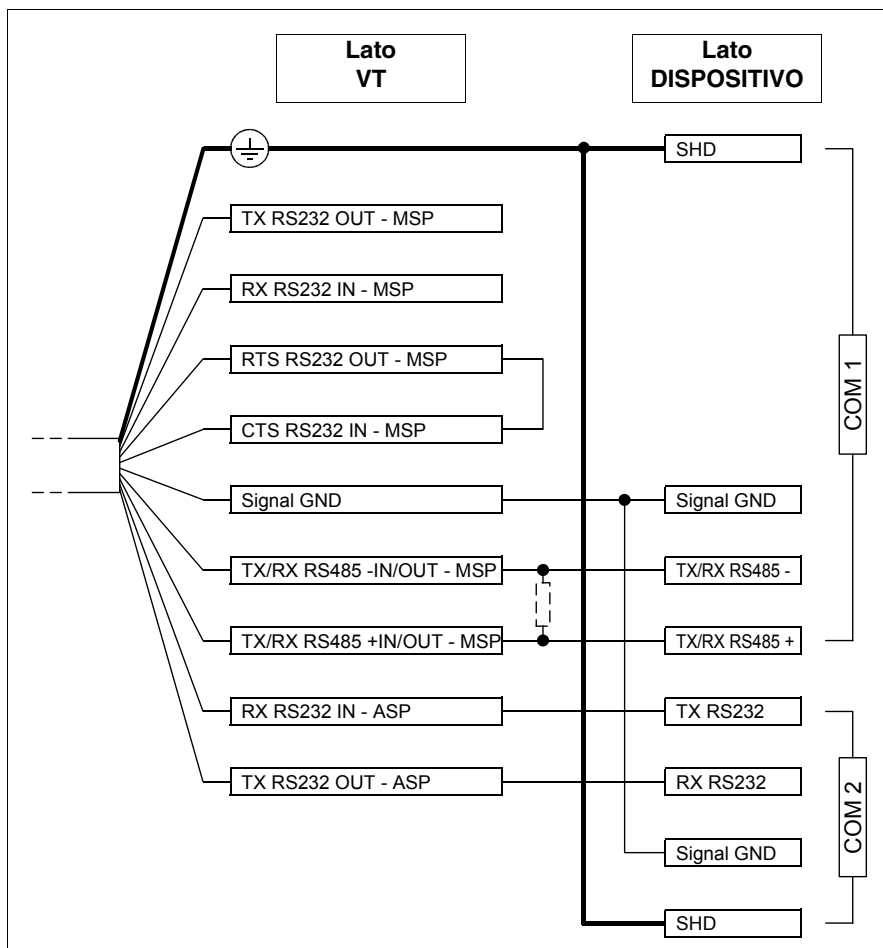 Lato
VT
Lato
DISPOSITIVO
SHD
TX RS232 OUT - MSP
RX RS232 IN - MSP
RTS RS232 OUT - MSP
CTS RS232 IN - MSP
COM 1
Signal GND
Signal GND
TX/RX RS485 -IN/OUT - MSP
TX/RX RS485 -
TX/RX RS485 +IN/OUT - MSP
TX/RX RS485 +
RX RS232 IN - ASP
TX RS232
TX RS232 OUT - ASP
RX RS232
COM 2
Signal GND
SHD